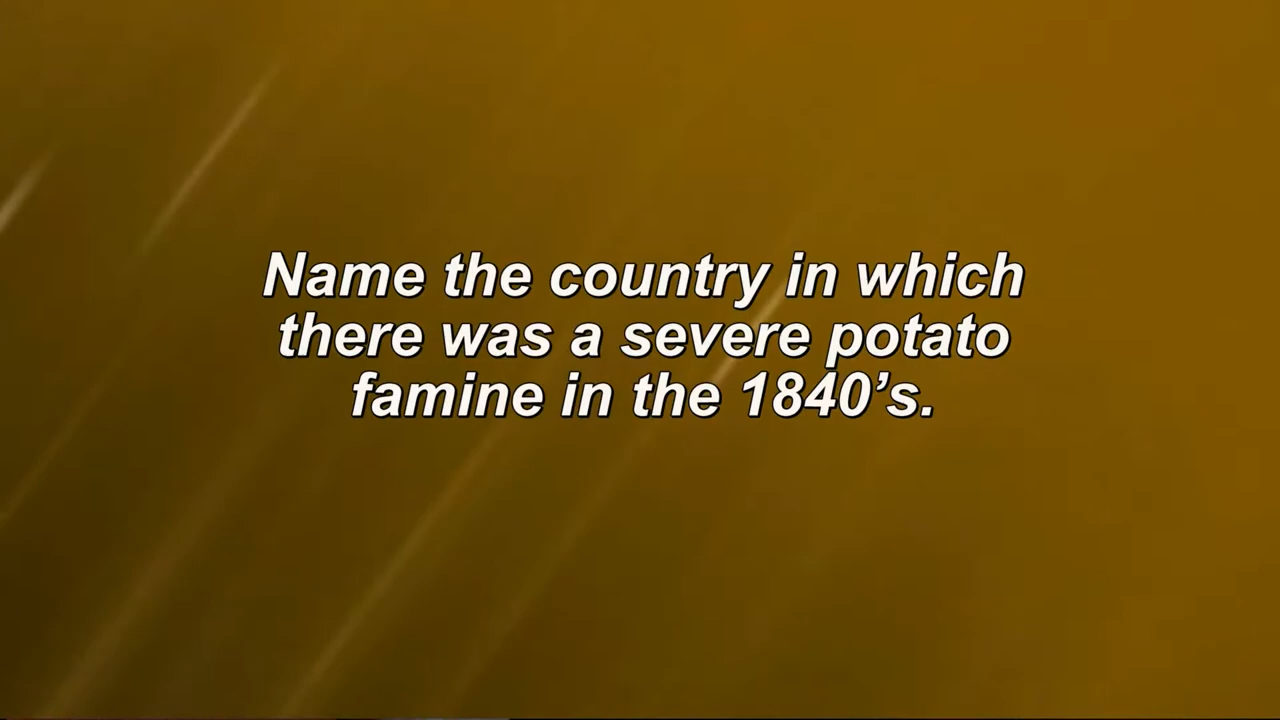 Name the country in which
there was a severe potato
famine in the 1840’s.